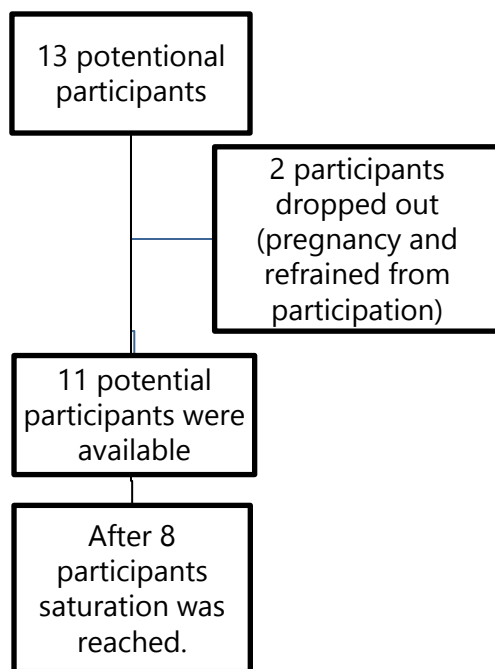 13 potentional
participants
2 participants
dropped out
(pregnancy and
refrained from
participation)
11 potential
participants were
available
After 8
participants
saturation was
reached.